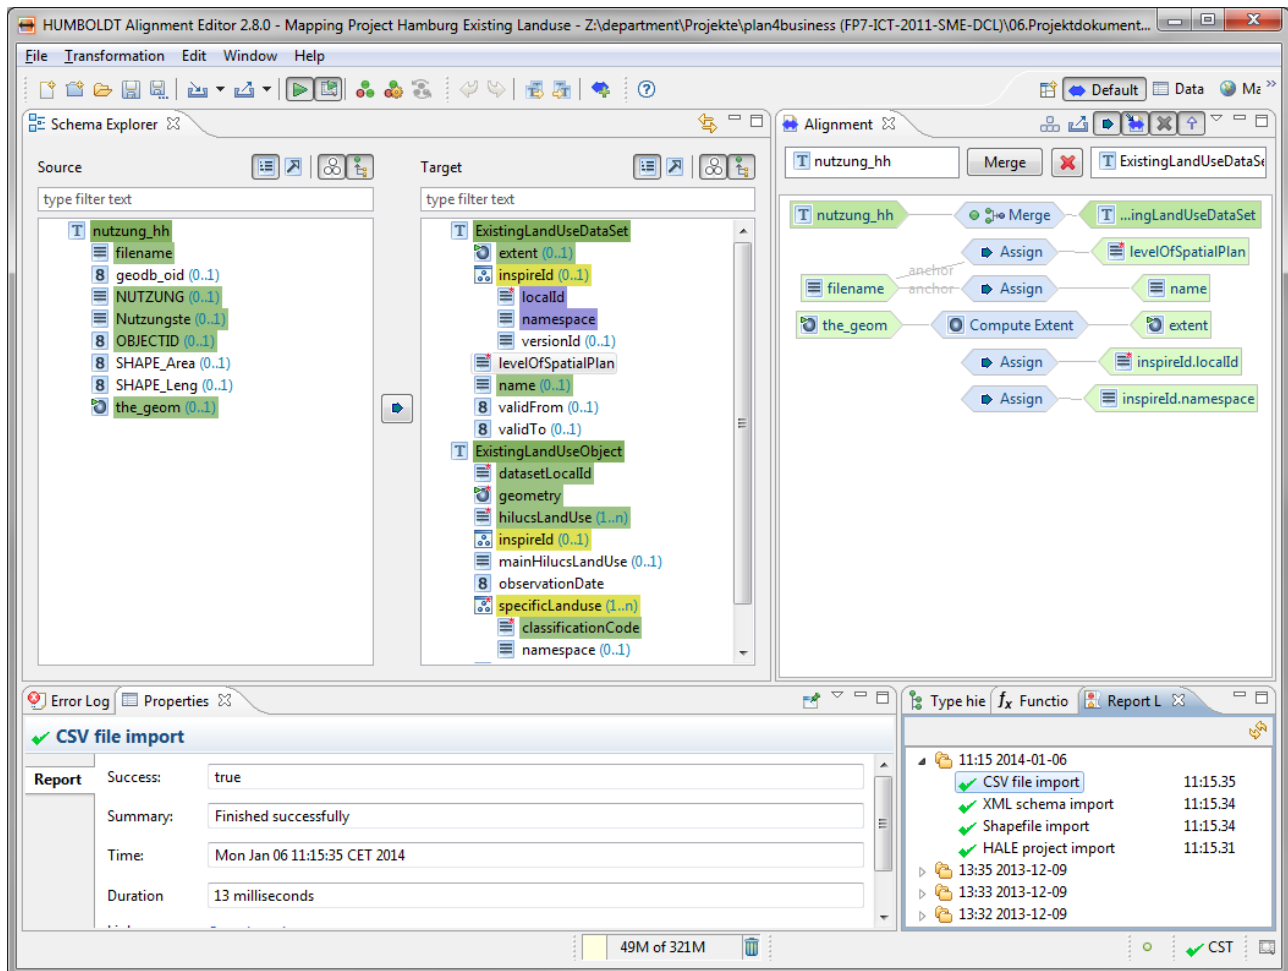 HUMBOLDT Alignment Editor 2.8.0 - Mapping Project Hamburg Existing Landuse - Z:\department\Projekte\plan4business (FP7-ICT-2011-SME-DCL)\06.Projektdokument...
File Transformation Edit Window Help
Default Data Ma »
Schema Explorer
Source
type filter text
T nutzung_hh
filename
8 geodb_oid (0..1)
NUTZUNG (0..1)
Nutzungste (0..1)
8 OBJECTID (0..1)
8 SHAPE_Area (0..1)
8 SHAPE_Leng (0..1)
the_geom (0..1)
Target
type filter text
T ExistingLandUseDataSet
extent (0..1)
inspireId (0..1)
localId
namespace
versionId (0..1)
levelOfSpatialPlan
name (0..1)
8 validFrom (0..1)
8 validTo (0..1)
T ExistingLandUseObject
datasetLocalId
geometry
hilucsLandUse (1..n)
inspireId (0..1)
mainHilucsLandUse (0..1)
8 observationDate
specificLanduse (1..n)
classificationCode
namespace (0..1)
Alignment
T nutzung_hh Merge T ExistingLandUseDataSe
T nutzung_hh Merge T ...ingLandUseDataSet
Assign levelOfSpatialPlan
anchor
filename anchor Assign name
the_geom Compute Extent extent
Assign inspireId.localId
Assign inspireId.namespace
Error Log Properties
CSV file import
Report
Success: true
Summary: Finished successfully
Time: Mon Jan 06 11:15:35 CET 2014
Duration 13 milliseconds
Type hie fx Functio Report L
11:15 2014-01-06
CSV file import 11:15.35
XML schema import 11:15.34
Shapefile import 11:15.34
HALE project import 11:15.31
13:35 2013-12-09
13:33 2013-12-09
13:32 2013-12-09
49M of 321M
CST